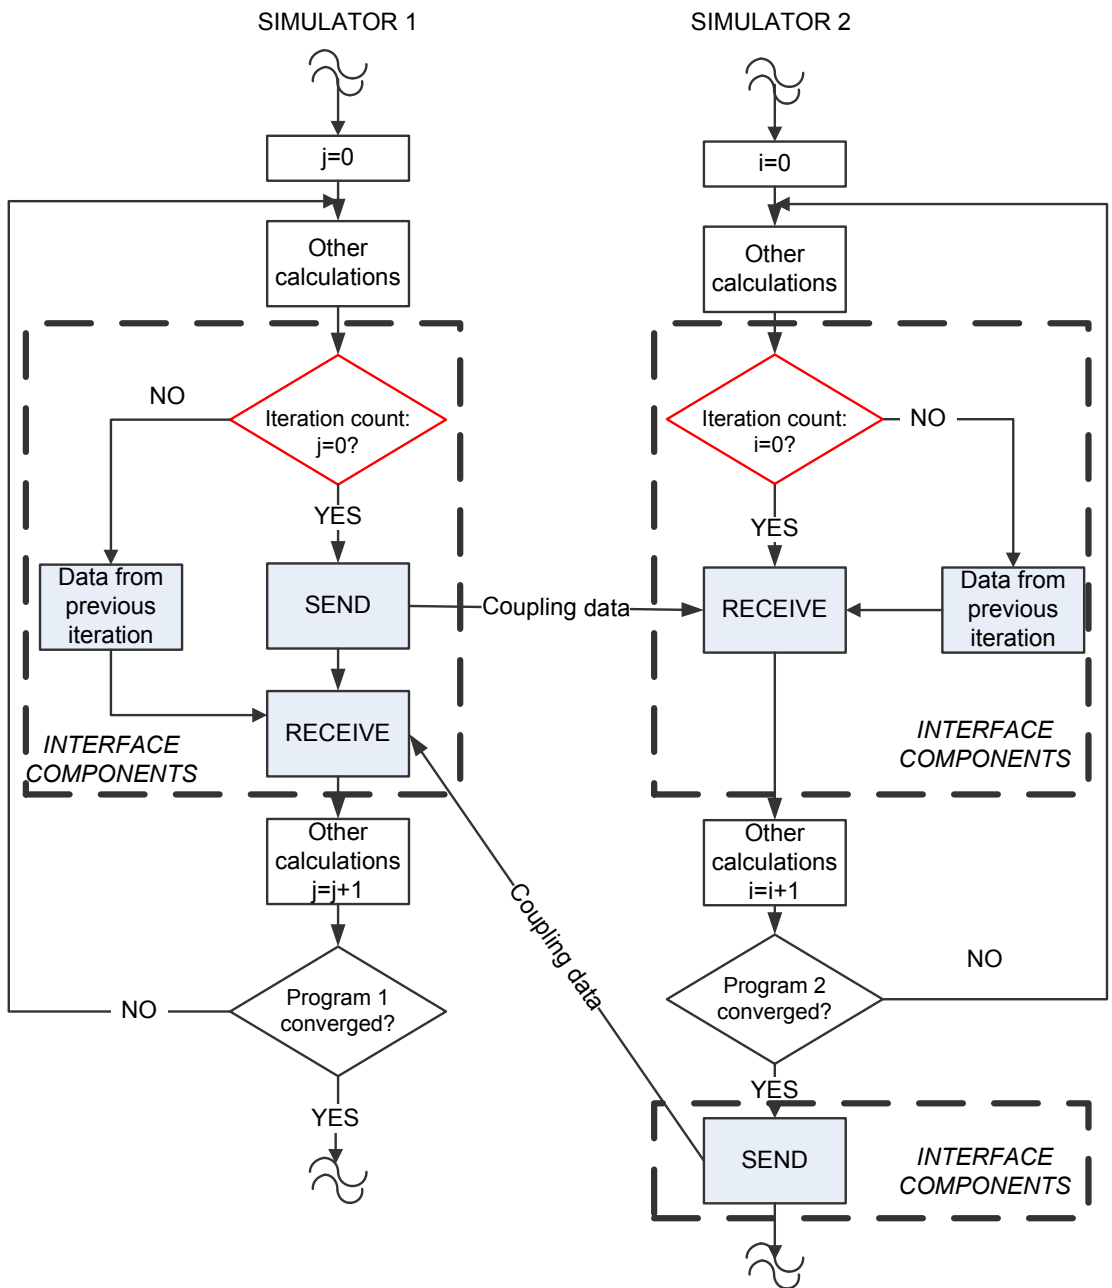 SIMULATOR 1
SIMULATOR 2
j=0
i=0
Other
calculations
Other
calculations
NO
Iteration count:
j=0?
YES
Iteration count:
i=0?
NO
YES
Data from
previous
iteration
SEND
Coupling data
RECEIVE
Data from
previous
iteration
RECEIVE
INTERFACE
COMPONENTS
INTERFACE
COMPONENTS
Other
calculations
j=j+1
Other
calculations
i=i+1
Coupling data
NO
Program 1
converged?
YES
Program 2
converged?
NO
YES
SEND
INTERFACE
COMPONENTS